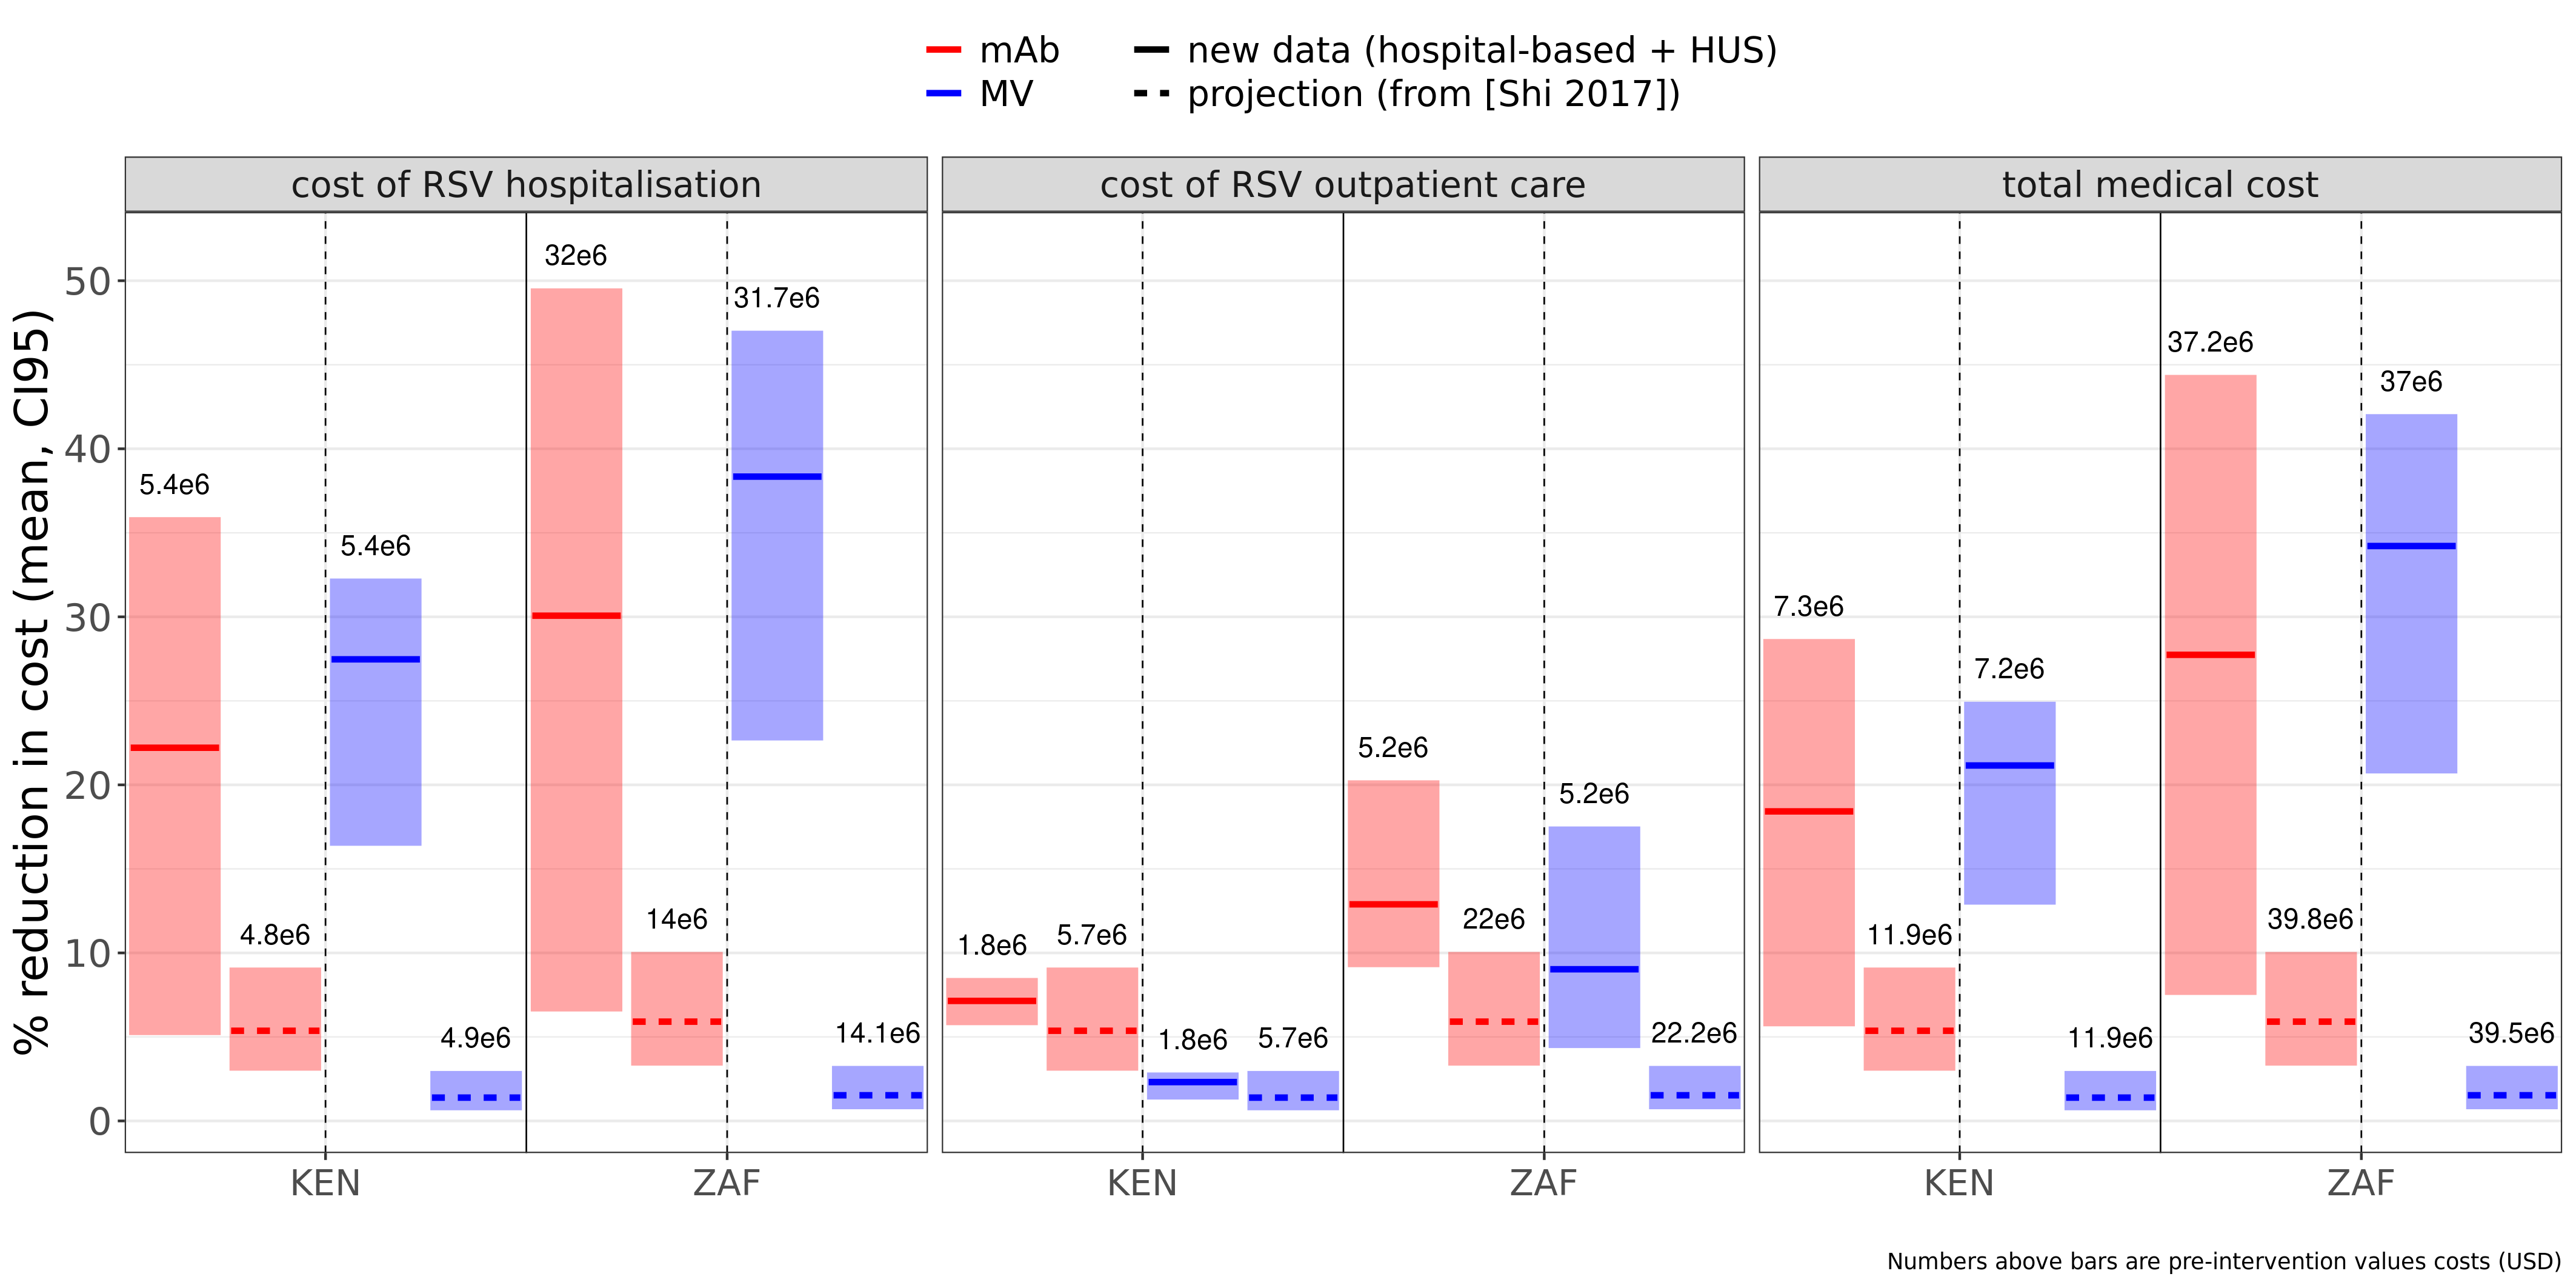 mAb
MV
new data (hospital-based + HUS)
projection (from [Shi 2017])
cost of RSV hospitalisation
cost of RSV outpatient care
total medical cost
% reduction in cost (mean, CI95)
50
40
30
20
10
0
5.4e6
4.8e6
5.4e6
4.9e6
32e6
14e6
31.7e6
14.1e6
1.8e6
5.7e6
1.8e6
5.7e6
5.2e6
22e6
5.2e6
22.2e6
7.3e6
11.9e6
7.2e6
11.9e6
37.2e6
39.8e6
37e6
39.5e6
KEN
ZAF
KEN
ZAF
KEN
ZAF
Numbers above bars are pre-intervention values costs (USD)